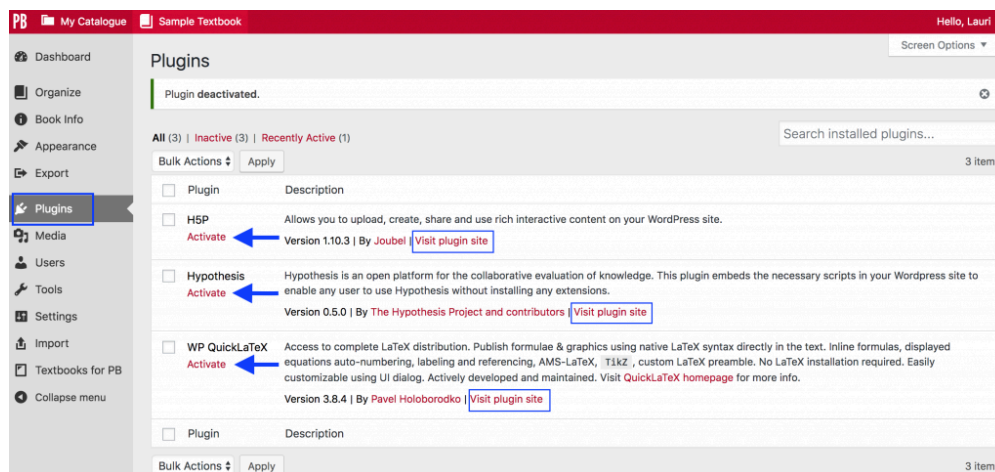 PB My Catalogue Sample Textbook Hello, Lauri
Screen Options ▼
Dashboard
Organize
Book Info
Appearance
Export
Plugins
Media
Users
Tools
Settings
Import
Textbooks for PB
Collapse menu
Plugins
Plugin deactivated.
All (3) | Inactive (3) | Recently Active (1)
Search installed plugins...
Bulk Actions Apply 3 item
Plugin Description
H5P Allows you to upload, create, share and use rich interactive content on your WordPress site.
Activate Version 1.10.3 | By Joubel | Visit plugin site
Hypothesis Hypothesis is an open platform for the collaborative evaluation of knowledge. This plugin embeds the necessary scripts in your Wordpress site to
Activate enable any user to use Hypothesis without installing any extensions.
Version 0.5.0 | By The Hypothesis Project and contributors | Visit plugin site
WP QuickLaTeX Access to complete LaTeX distribution. Publish formulae & graphics using native LaTeX syntax directly in the text. Inline formulas, displayed
Activate equations auto-numbering, labeling and referencing, AMS-LaTeX, TikZ , custom LaTeX preamble. No LaTeX installation required. Easily
customizable using UI dialog. Actively developed and maintained. Visit QuickLaTeX homepage for more info.
Version 3.8.4 | By Pavel Holoborodko | Visit plugin site
Plugin Description
Bulk Actions Apply 3 item